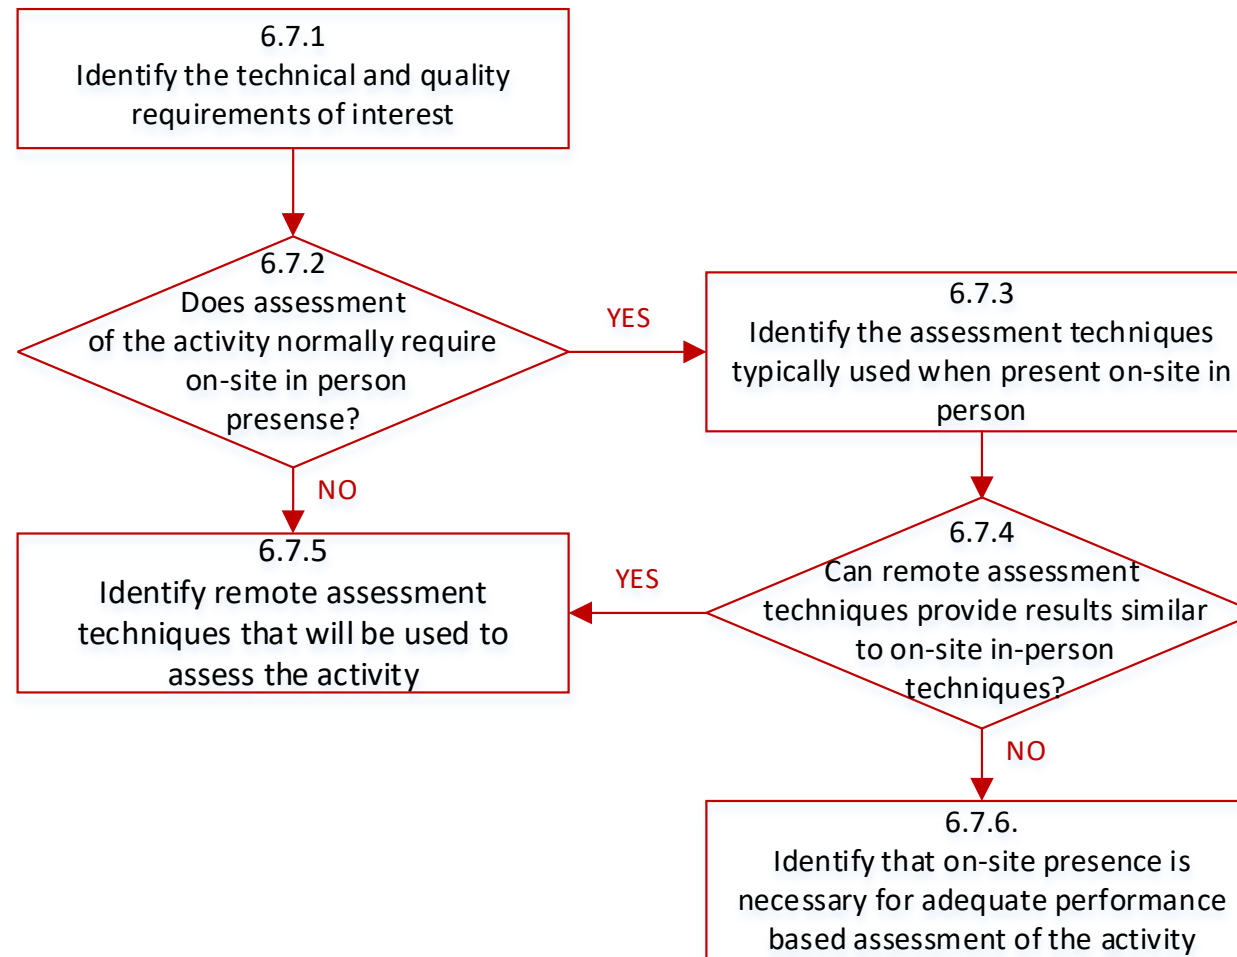 6.7.1
Identify the technical and quality
requirements of interest
6.7.2
Does assessment
of the activity normally require
on-site in person
presense?
YES
6.7.3
Identify the assessment techniques
typically used when present on-site in
person
NO
6.7.5
Identify remote assessment
techniques that will be used to
assess the activity
YES
6.7.4
Can remote assessment
techniques provide results similar
to on-site in-person
techniques?
NO
6.7.6.
Identify that on-site presence is
necessary for adequate performance
based assessment of the activity